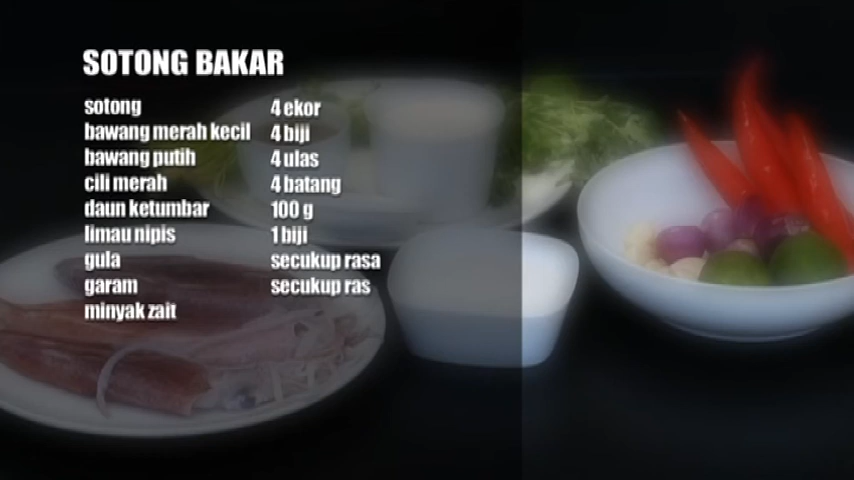 SOTONG BAKAR
sotong 4 ekor
bawang merah kecil 4 biji
bawang putih 4 ulas
cili merah 4 batang
daun ketumbar 100 g
limau nipis 1 biji
gula secukup rasa
garam secukup ras
minyak zait